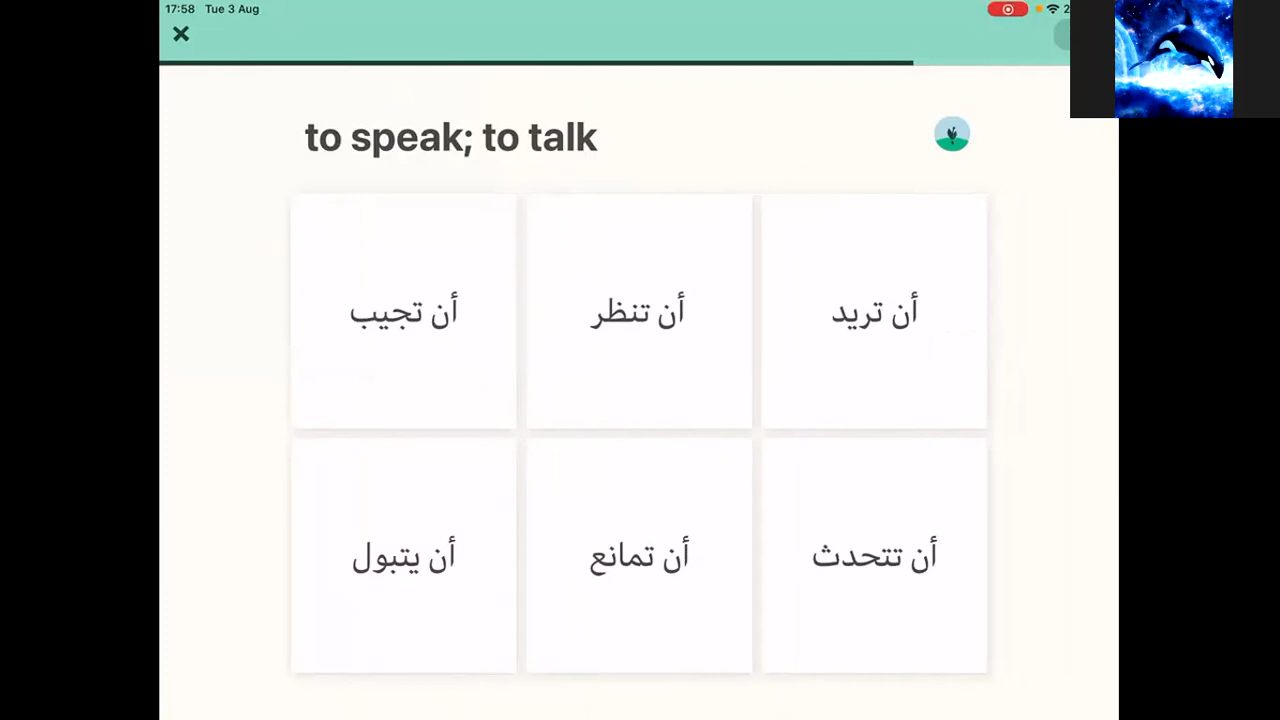 17:58 Tue 3 Aug
2
to speak; to talk
أن تجيب
أن تنظر
أن تريد
أن يتبول
أن تمانع
أن تتحدث